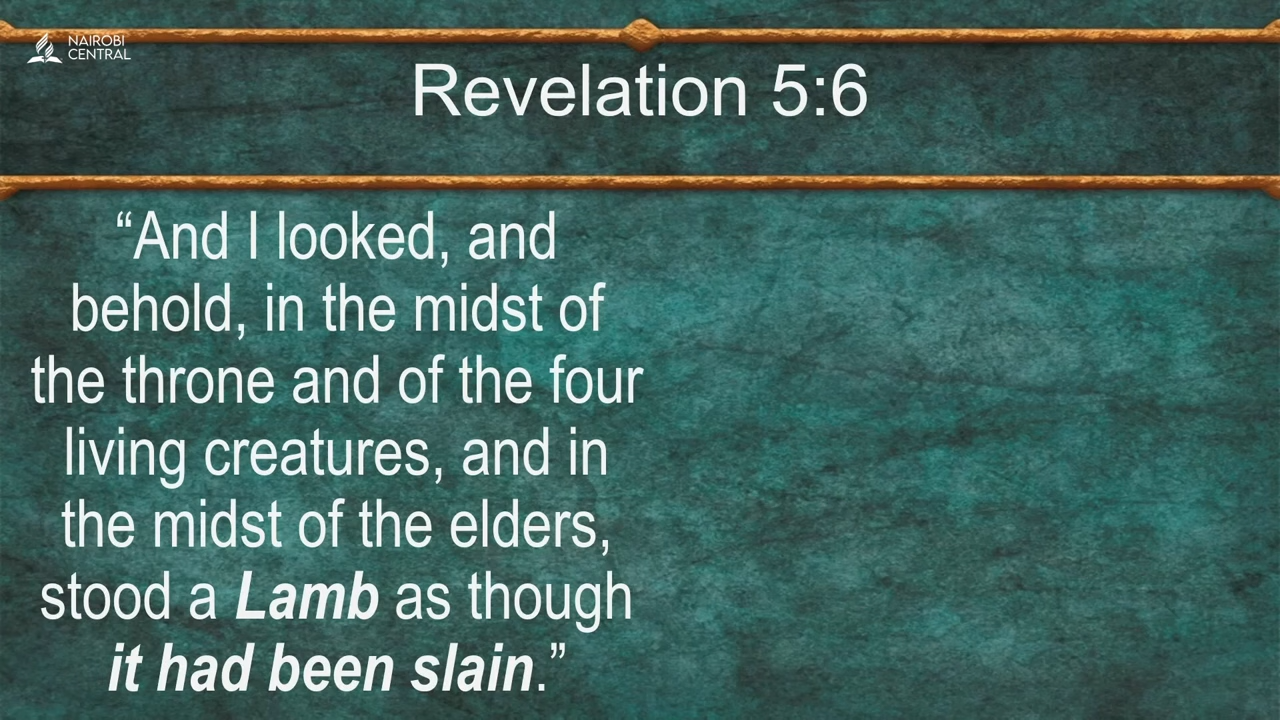 NAIROBI
CENTRAL
Revelation 5:6
“And I looked, and
behold, in the midst of
the throne and of the four
living creatures, and in
the midst of the elders,
stood a Lamb as though
it had been slain.”